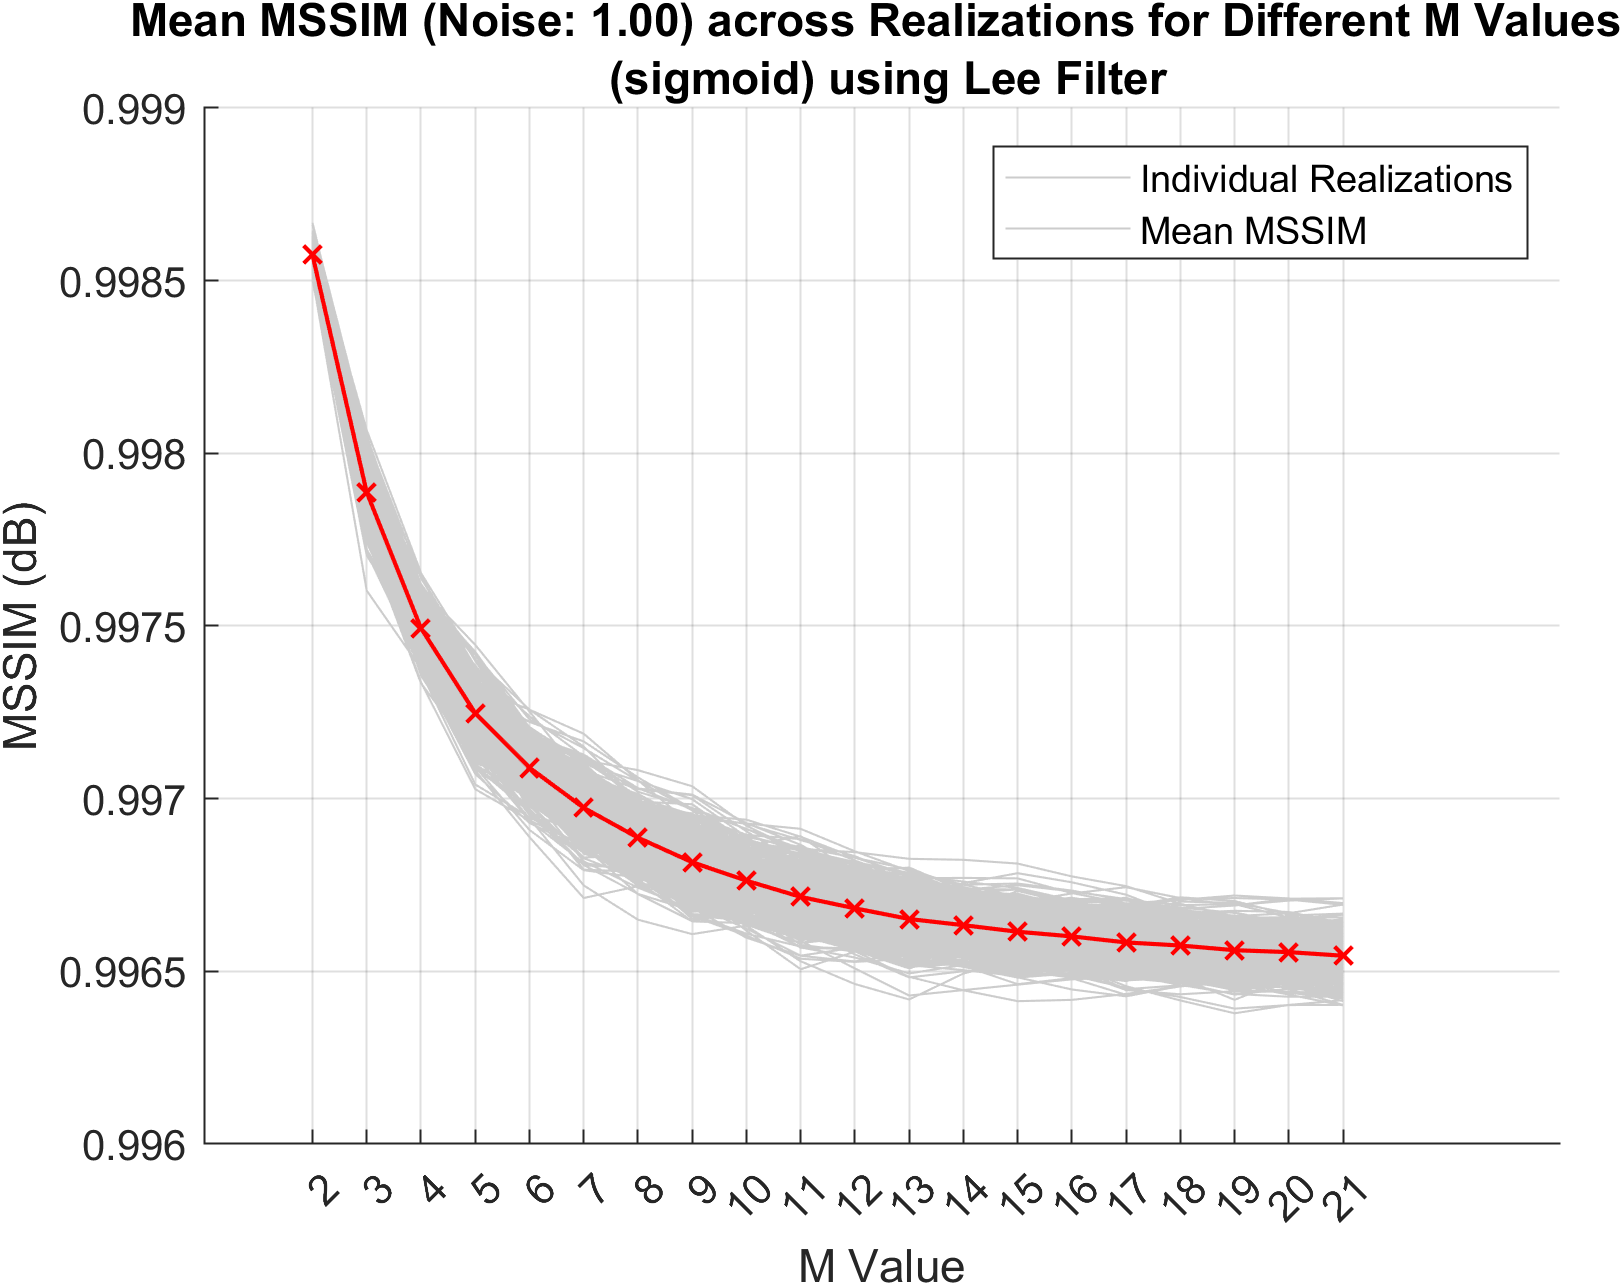 Mean MSSIM (Noise: 1.00) across Realizations for Different M Values
(sigmoid) using Lee Filter
0.999
0.9985
0.998
0.9975
0.997
0.9965
0.996
MSSIM (dB)
Individual Realizations
Mean MSSIM
2 3 4 5 6 7 8 9 10 11 12 13 14 15 16 17 18 19 20 21
M Value